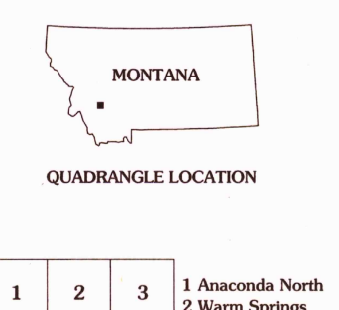 MONTANA
QUADRANGLE LOCATION
1 2 3
1 Anaconda North
2 Warm Springs